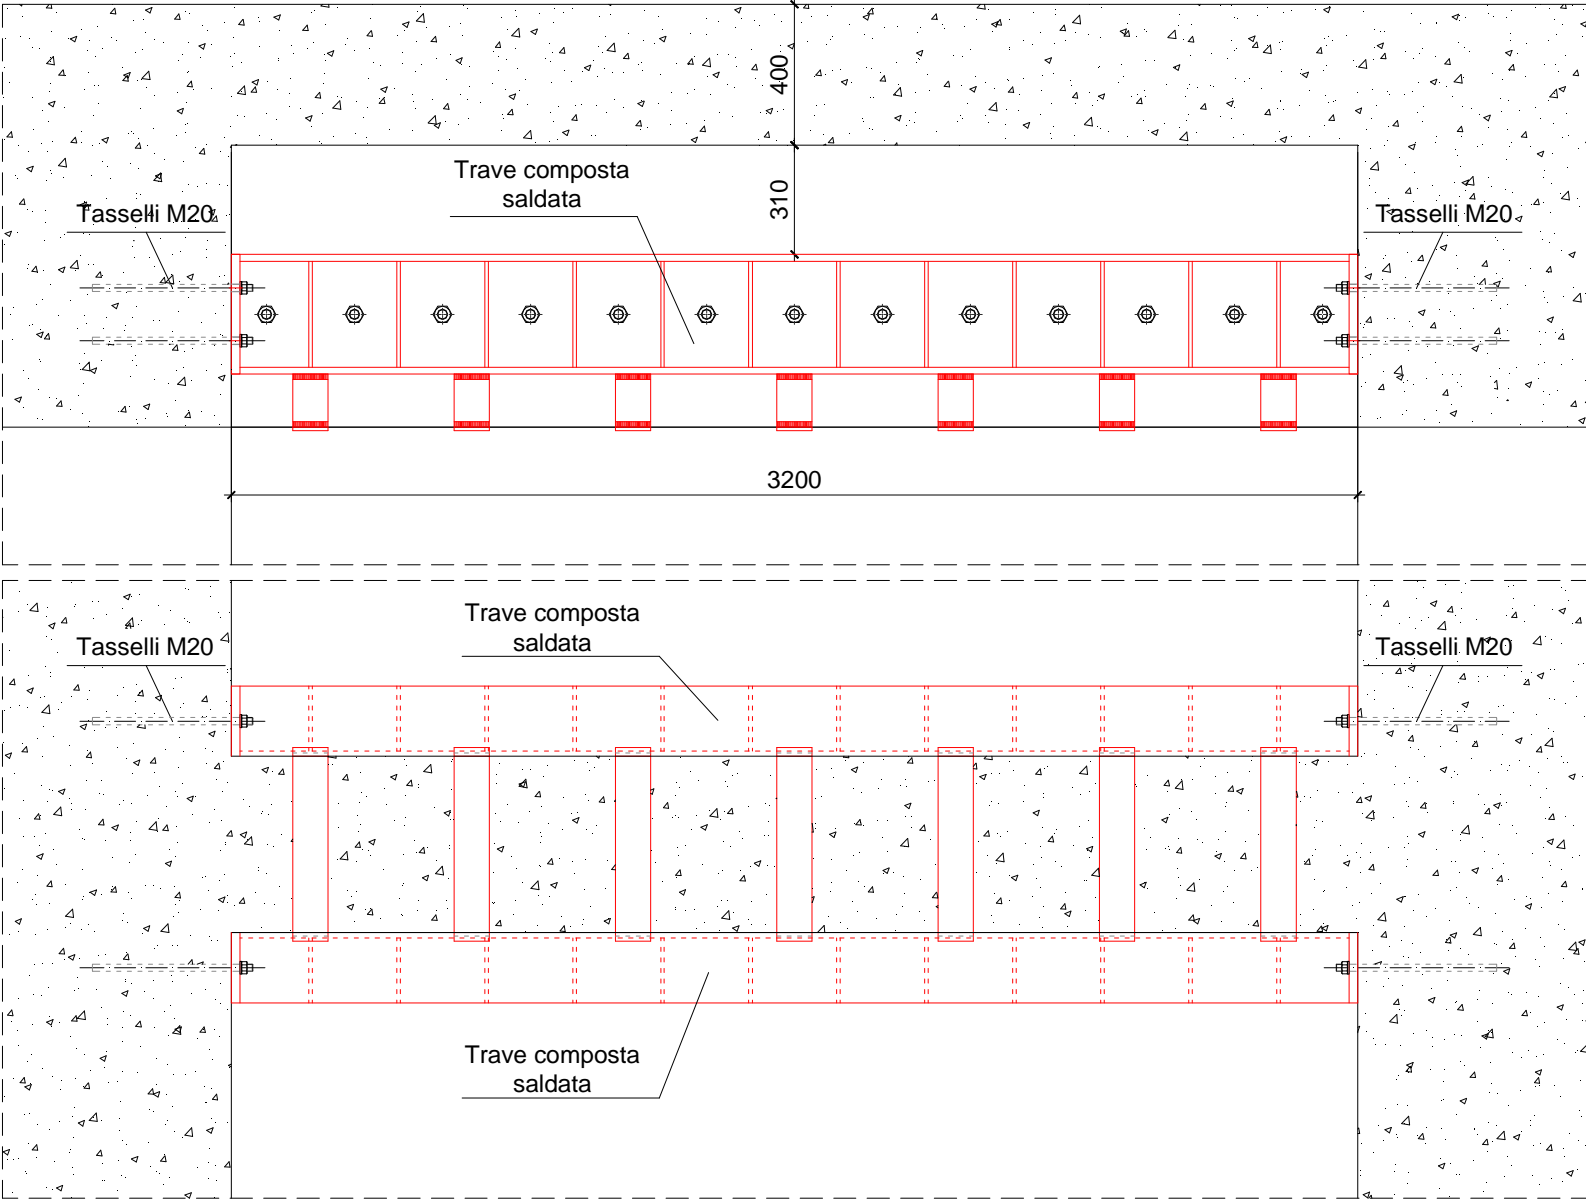 400
Trave composta
saldata
310
Tasselli M20
Tasselli M20
3200
Trave composta
saldata
Tasselli M20
Tasselli M20
Trave composta
saldata